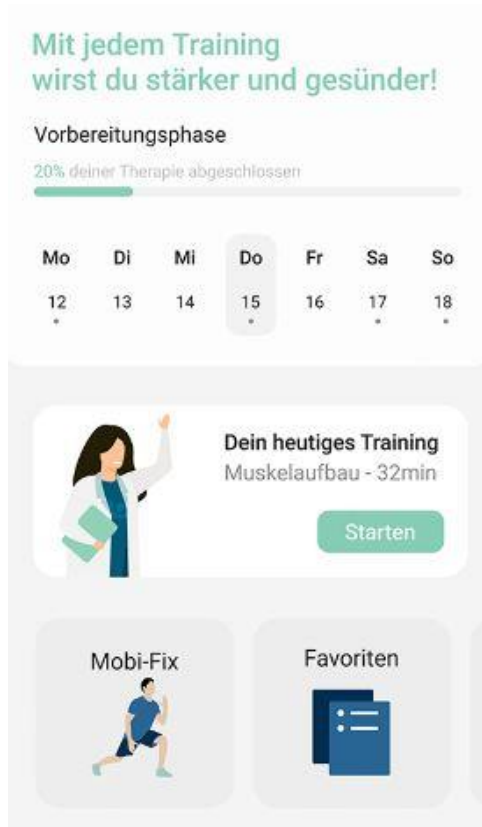 Mit jedem Training
wirst du stärker und gesünder!
Vorbereitungsphase
20% deiner Therapie abgeschlossen
Mo Di Mi Do Fr Sa So
12 13 14 15 16 17 18
Dein heutiges Training
Muskelaufbau - 32min
Starten
Mobi-Fix Favoriten